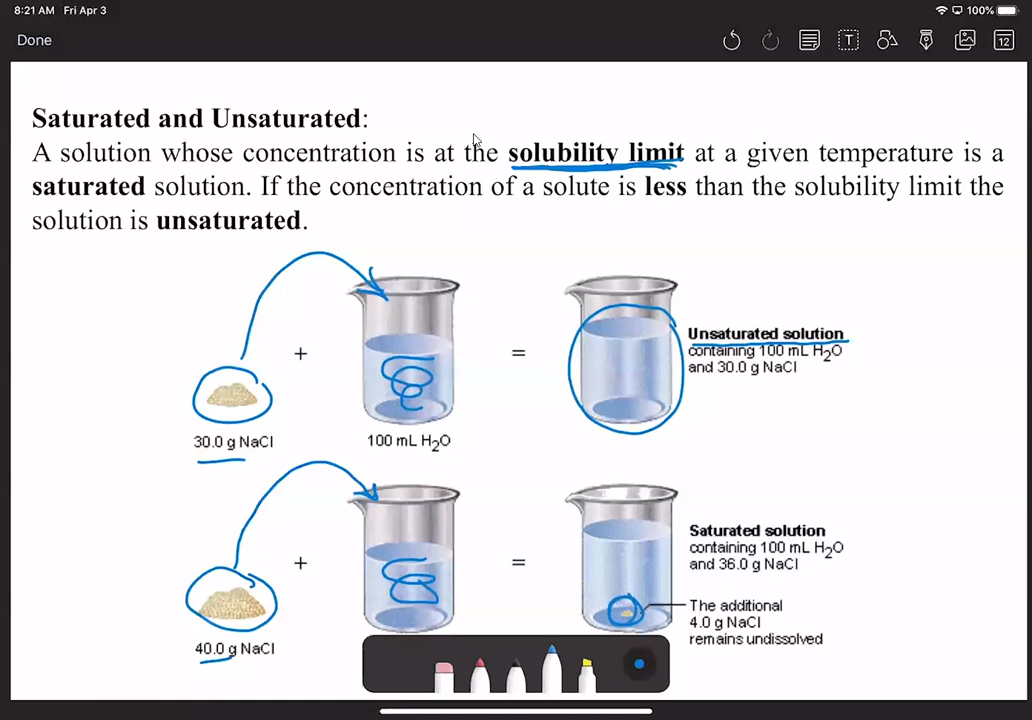 8:21 AM Fri Apr 3 100%
Done
T 12
Saturated and Unsaturated:
A solution whose concentration is at the solubility limit at a given temperature is a
saturated solution. If the concentration of a solute is less than the solubility limit the
solution is unsaturated.
+ = Unsaturated solution
containing 100 mL H₂O
and 30.0 g NaCl
30.0 g NaCl 100 mL H₂O
+ = Saturated solution
containing 100 mL H₂O
and 36.0 g NaCl
The additional
4.0 g NaCl
remains undissolved
40.0 g NaCl